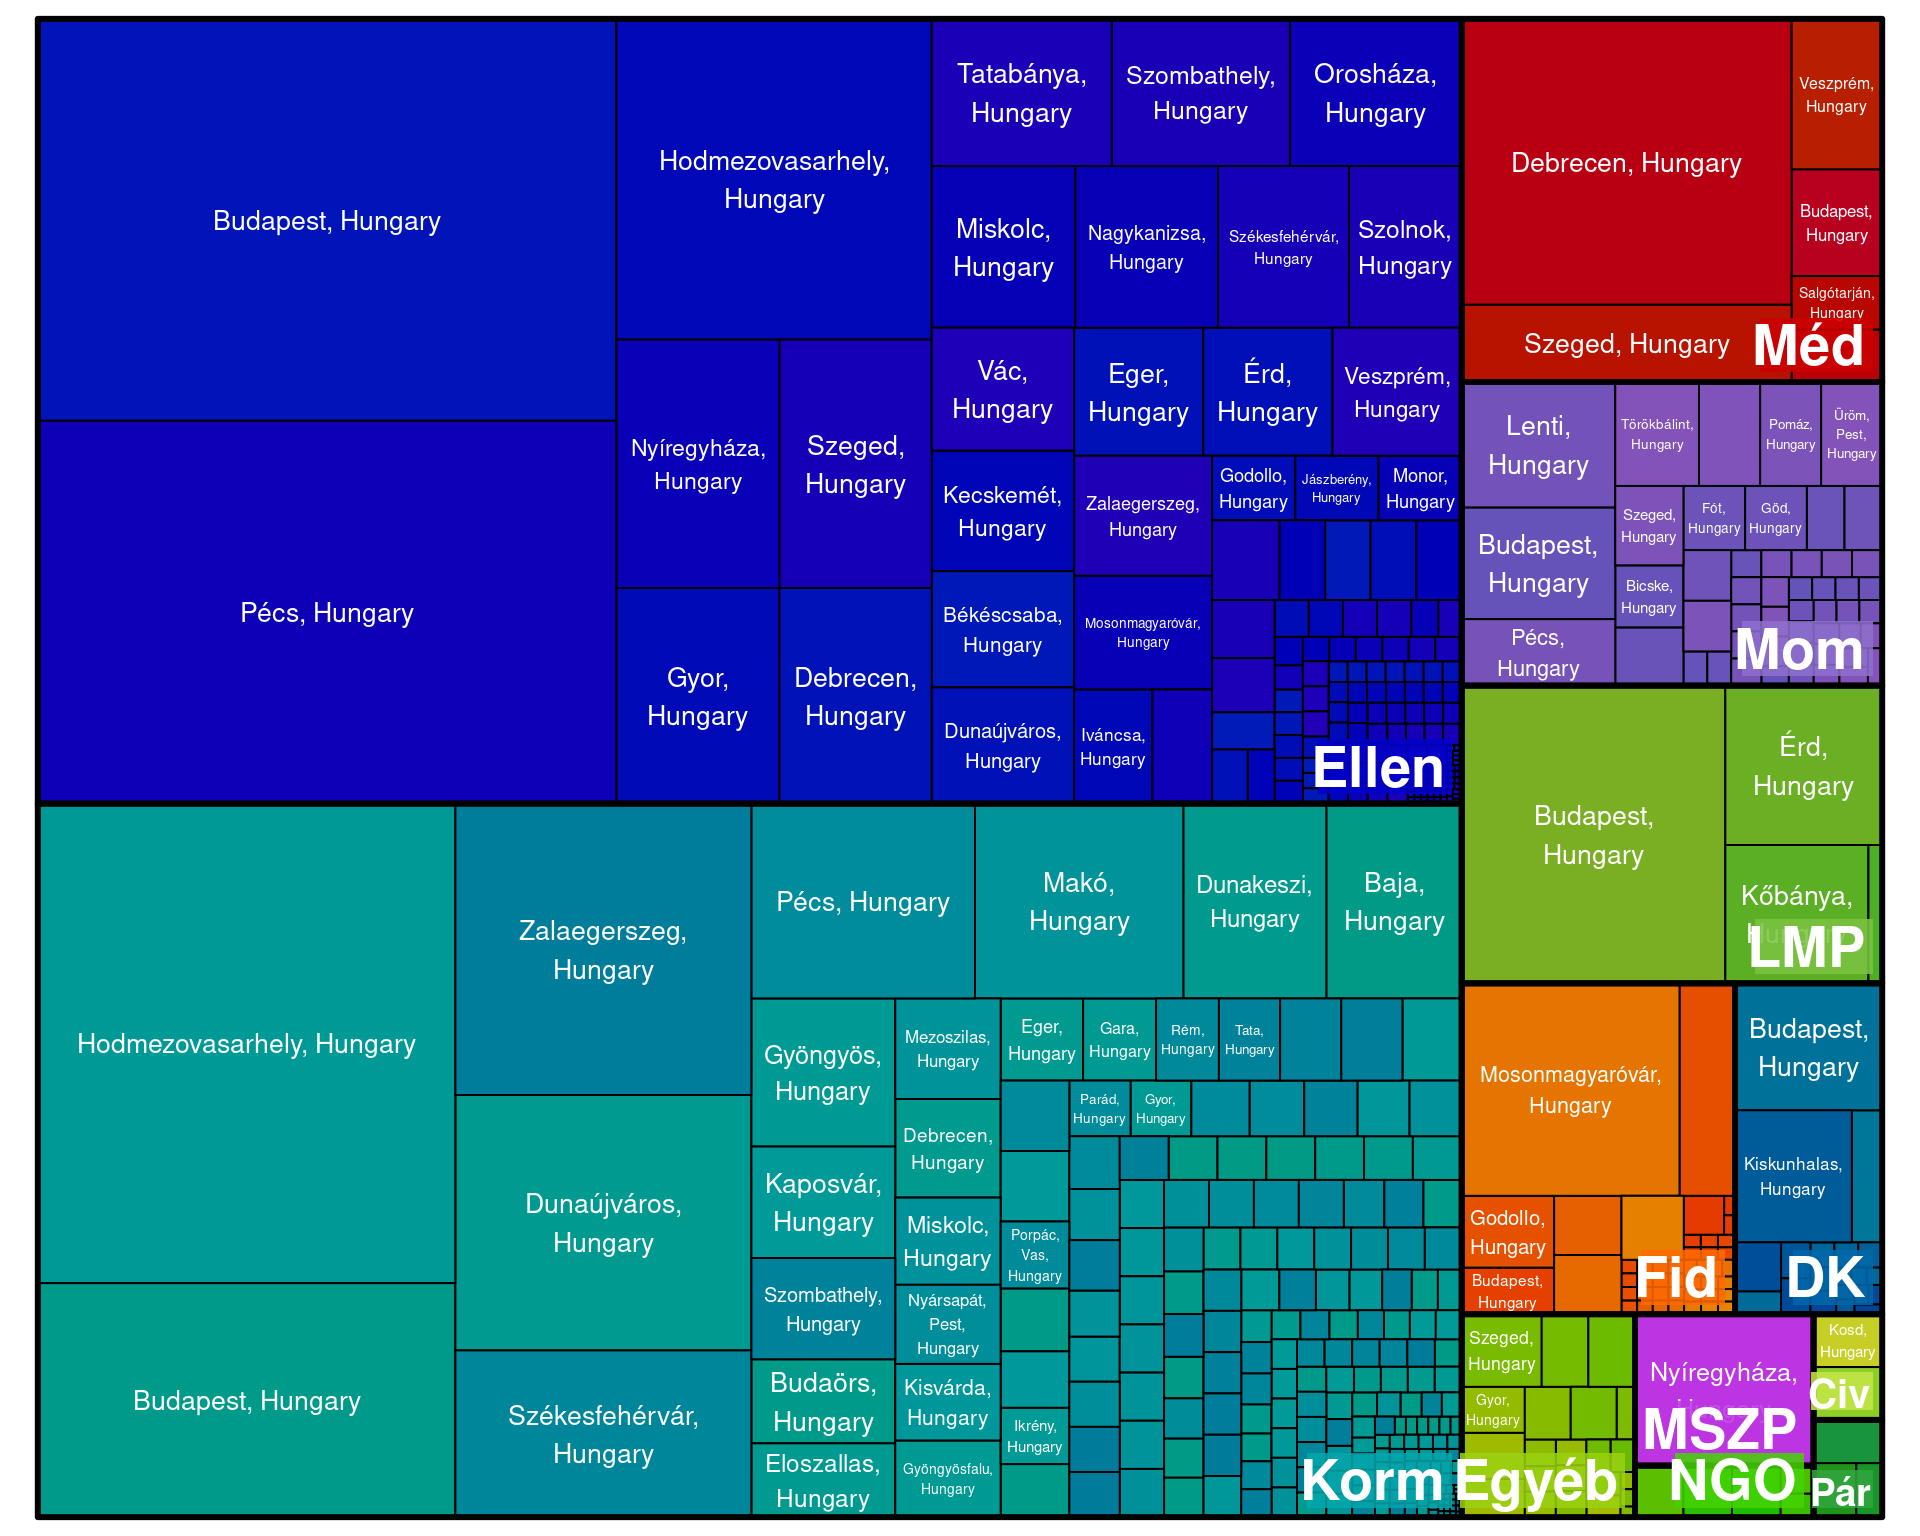 Budapest, Hungary
Pécs, Hungary
Hodmezovasarhely,
Hungary
Nyíregyháza,
Hungary
Szeged,
Hungary
Gyor,
Hungary
Debrecen,
Hungary
Tatabánya,
Hungary
Szombathely,
Hungary
Orosháza,
Hungary
Miskolc,
Hungary
Nagykanizsa,
Hungary
Székesfehérvár,
Hungary
Szolnok,
Hungary
Vác,
Hungary
Eger,
Hungary
Érd,
Hungary
Veszprém,
Hungary
Kecskemét,
Hungary
Zalaegerszeg,
Hungary
Godollo,
Hungary
Jászberény,
Hungary
Monor,
Hungary
Békéscsaba,
Hungary
Mosonmagyaróvár,
Hungary
Dunaújváros,
Hungary
Iváncsa,
Hungary
Ellen
Debrecen, Hungary
Veszprém,
Hungary
Budapest,
Hungary
Salgótarján,
Hungary
Szeged, Hungary
Méd
Lenti,
Hungary
Törökbálint,
Hungary
Pomáz,
Hungary
Üröm,
Pest,
Hungary
Budapest,
Hungary
Szeged,
Hungary
Fót,
Hungary
Göd,
Hungary
Bicske,
Hungary
Pécs,
Hungary
Mom
Budapest,
Hungary
Érd,
Hungary
Kőbánya,
Hungary
LMP
Hodmezovasarhely, Hungary
Budapest, Hungary
Zalaegerszeg,
Hungary
Dunaújváros,
Hungary
Székesfehérvár,
Hungary
Pécs, Hungary
Makó,
Hungary
Dunakeszi,
Hungary
Baja,
Hungary
Gyöngyös,
Hungary
Kaposvár,
Hungary
Szombathely,
Hungary
Budaörs,
Hungary
Eloszallas,
Hungary
Mezoszilas,
Hungary
Debrecen,
Hungary
Miskolc,
Hungary
Nyársapát,
Pest,
Hungary
Kisvárda,
Hungary
Gyöngyösfalu,
Hungary
Eger,
Hungary
Gara,
Hungary
Rém,
Hungary
Tata,
Hungary
Parád,
Hungary
Gyor,
Hungary
Porpác,
Vas,
Hungary
Ikrény,
Hungary
Korm
Mosonmagyaróvár,
Hungary
Godollo,
Hungary
Budapest,
Hungary
Fid
Budapest,
Hungary
Kiskunhalas,
Hungary
DK
Szeged,
Hungary
Gyor,
Hungary
Egyéb
Nyíregyháza,
Hungary
MSZP
NGO
Kosd,
Hungary
Civ
Pár